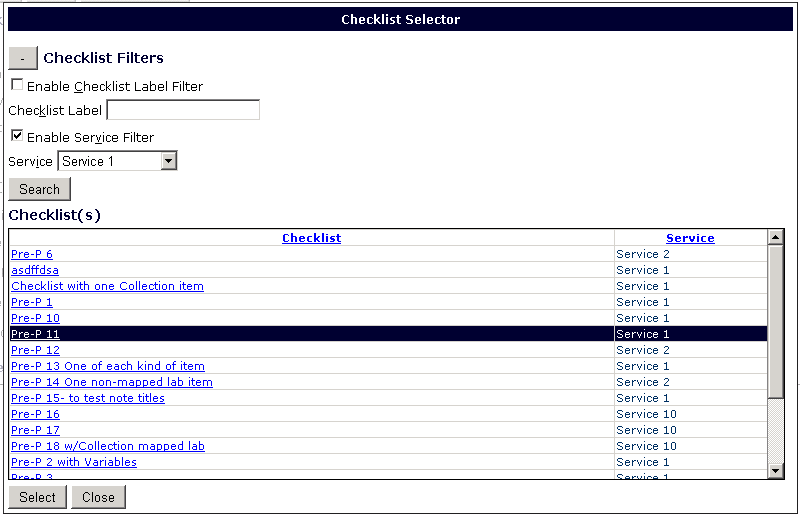 Checklist Selector
- Checklist Filters
Enable Checklist Label Filter
Checklist Label
Enable Service Filter
Service Service 1
Search
Checklist(s)
Checklist Service
Pre-P 6 Service 2
asdffdsa Service 1
Checklist with one Collection item Service 1
Pre-P 1 Service 1
Pre-P 10 Service 1
Pre-P 11 Service 1
Pre-P 12 Service 2
Pre-P 13 One of each kind of item Service 1
Pre-P 14 One non-mapped lab item Service 2
Pre-P 15- to test note titles Service 1
Pre-P 16 Service 10
Pre-P 17 Service 10
Pre-P 18 w/Collection mapped lab Service 10
Pre-P 2 with Variables Service 1
Pre-P 3 Service 1
Select Close